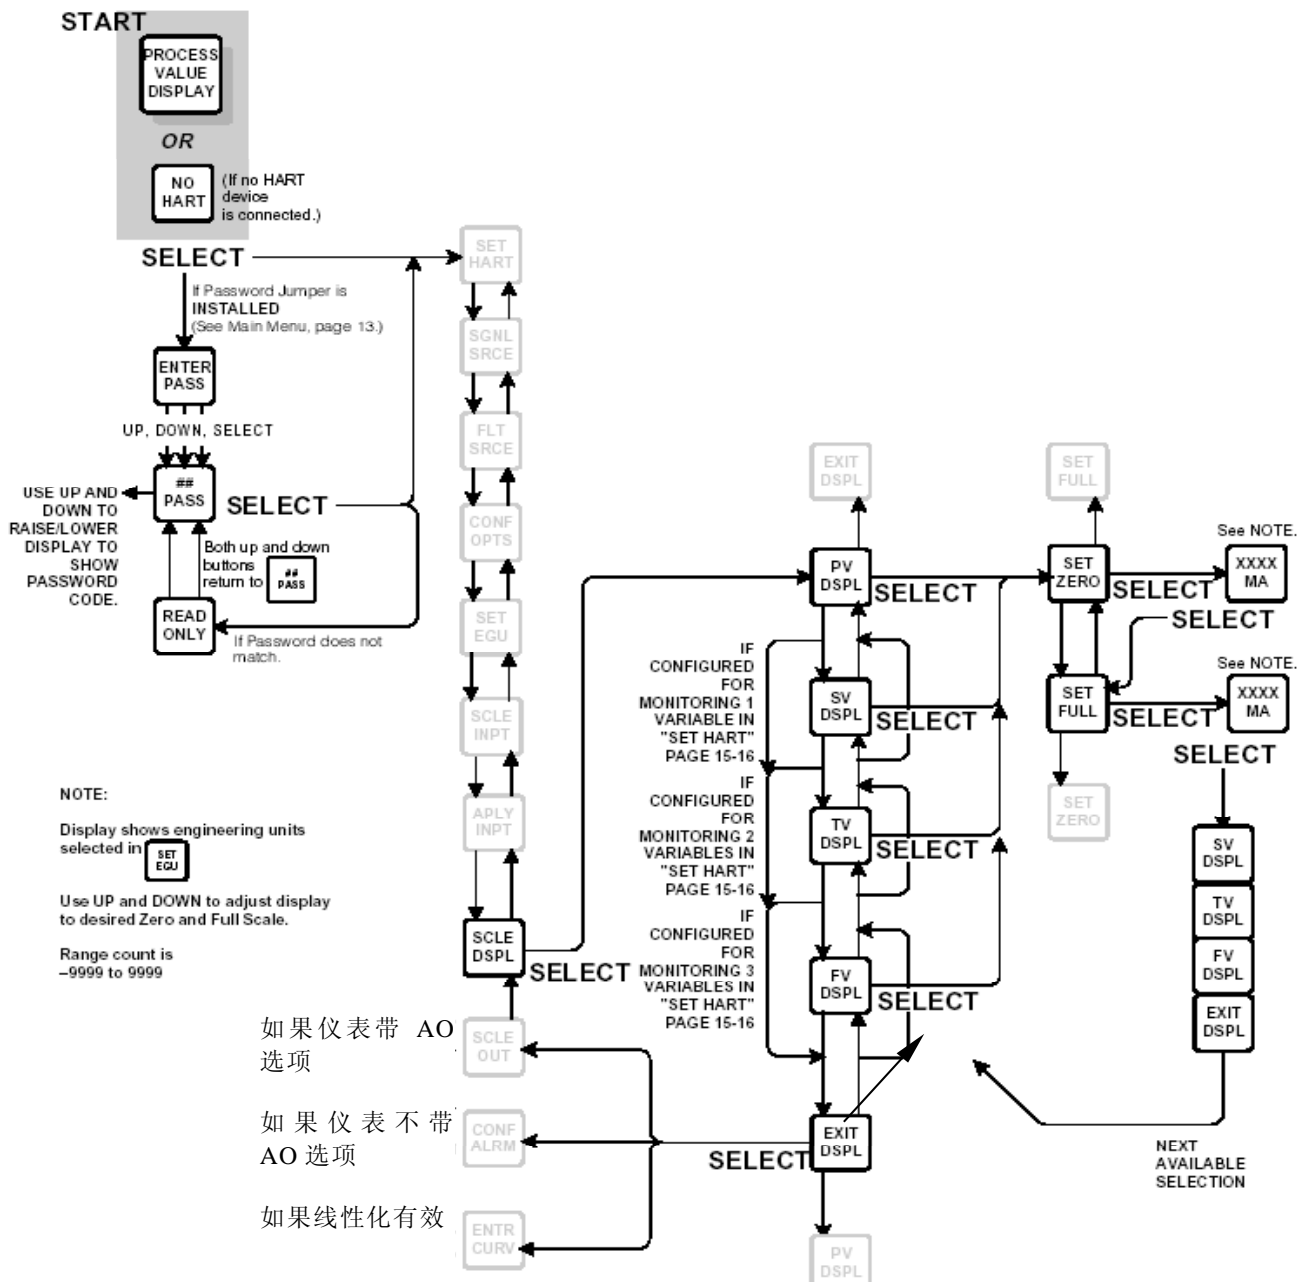 START
PROCESS
VALUE
DISPLAY
OR
NO
HART
(If no HART
device
is connected.)
SELECT
If Password Jumper is
INSTALLED
(See Main Menu, page 13.)
ENTER
PASS
UP, DOWN, SELECT
##
PASS
SELECT
USE UP AND
DOWN TO
RAISE/LOWER
DISPLAY TO
SHOW
PASSWORD
CODE.
Both up and down
buttons
return to
##
PASS
READ
ONLY
If Password does not
match.
NOTE:
Display shows engineering units
selected in
SET
EGU
Use UP and DOWN to adjust display
to desired Zero and Full Scale.
Range count is
–9999 to 9999
SET
HART
SGNL
SRCE
FLT
SRCE
CONF
OPTS
SET
EGU
SCLE
INPT
APLY
INPT
SCLE
DSPL
SELECT
如果仪表带 AO
选项
SCLE
OUT
如果仪表不带
AO 选项
CONF
ALRM
如果线性化有效
ENTR
CURV
EXIT
DSPL
PV
DSPL
SELECT
IF
CONFIGURED
FOR
MONITORING 1
VARIABLE IN
"SET HART"
PAGE 15-16
SV
DSPL
SELECT
IF
CONFIGURED
FOR
MONITORING 2
VARIABLES IN
"SET HART"
PAGE 15-16
TV
DSPL
SELECT
IF
CONFIGURED
FOR
MONITORING 3
VARIABLES IN
"SET HART"
PAGE 15-16
FV
DSPL
SELECT
EXIT
DSPL
SELECT
PV
DSPL
SET
FULL
SET
ZERO
SELECT
See NOTE.
XXXX
MA
SELECT
SET
FULL
SELECT
See NOTE.
XXXX
MA
SELECT
SET
ZERO
SV
DSPL
TV
DSPL
FV
DSPL
EXIT
DSPL
NEXT
AVAILABLE
SELECTION